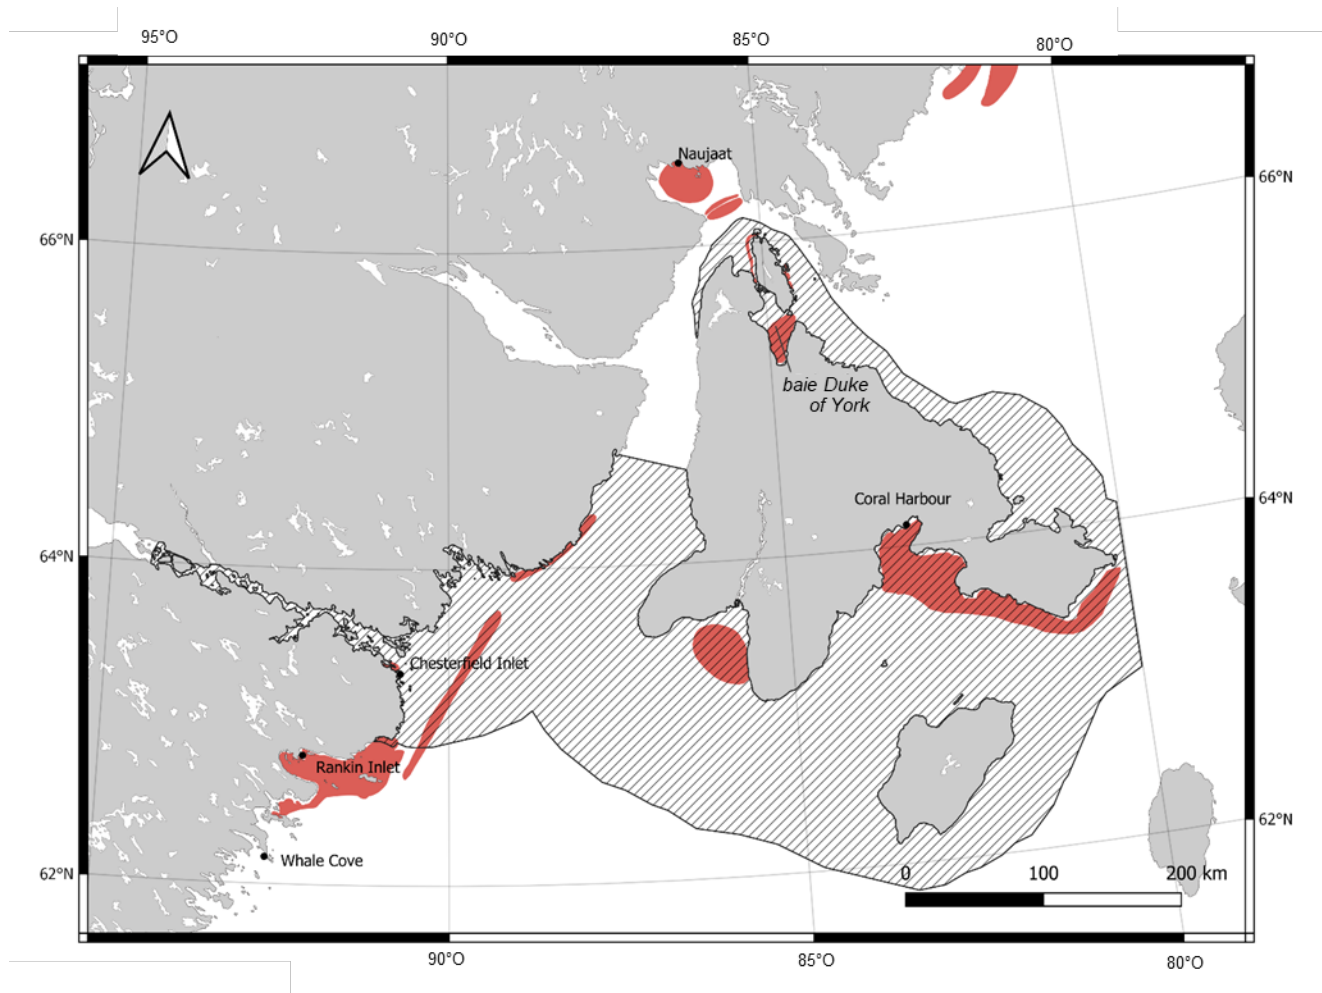 95°O 90°O 85°O 80°O
Naujaat
66°N
66°N
baie Duke
of York
Coral Harbour
64°N
64°N
Chesterfield Inlet
Rankin Inlet
62°N
Whale Cove
62°N
0 100 200 km
90°O 85°O 80°O